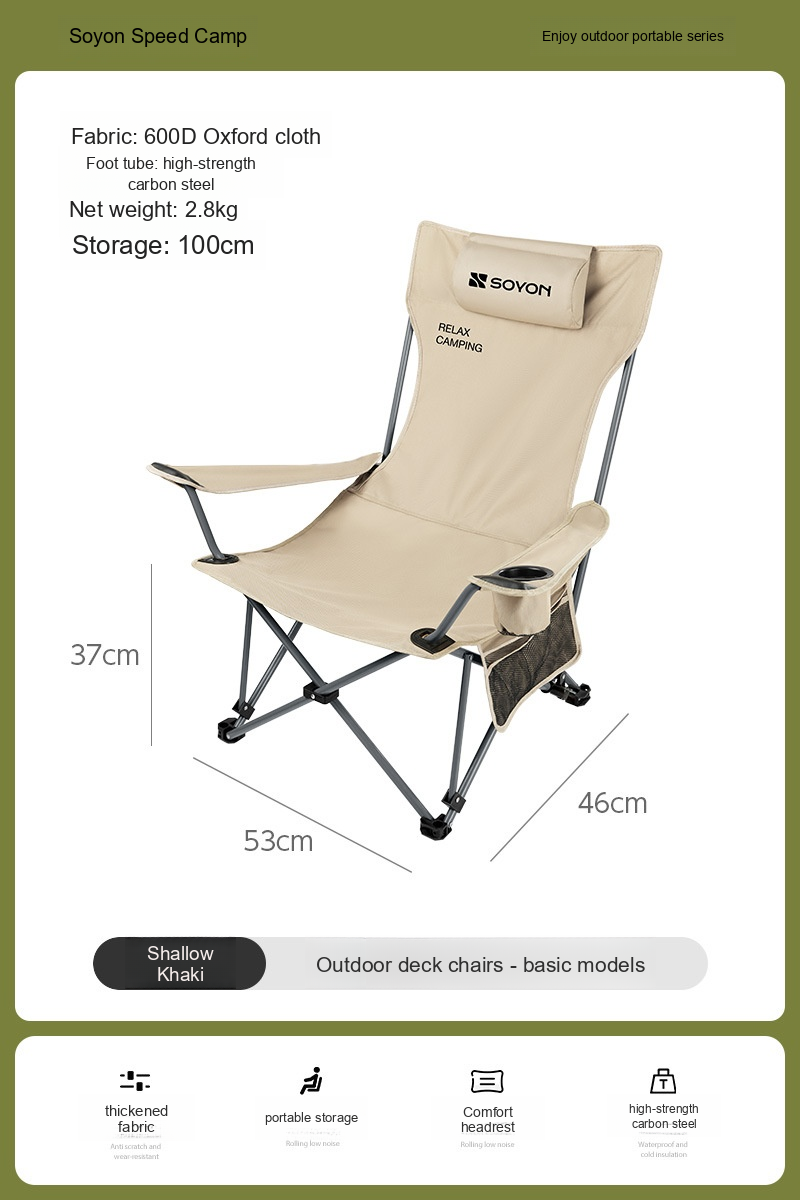 Soyon Speed Camp
Enjoy outdoor portable series
Fabric: 600D Oxford cloth
Foot tube: high-strength
carbon steel
Net weight: 2.8kg
Storage: 100cm
SOYON
RELAX
CAMPING
37cm
53cm
46cm
Shallow
Khaki
Outdoor deck chairs - basic models
thickened
fabric
Anti scratch and
wear-resistant
portable storage
Rolling low noise
Comfort
headrest
Rolling low noise
high-strength
carbon steel
Waterproof and
cold insulation